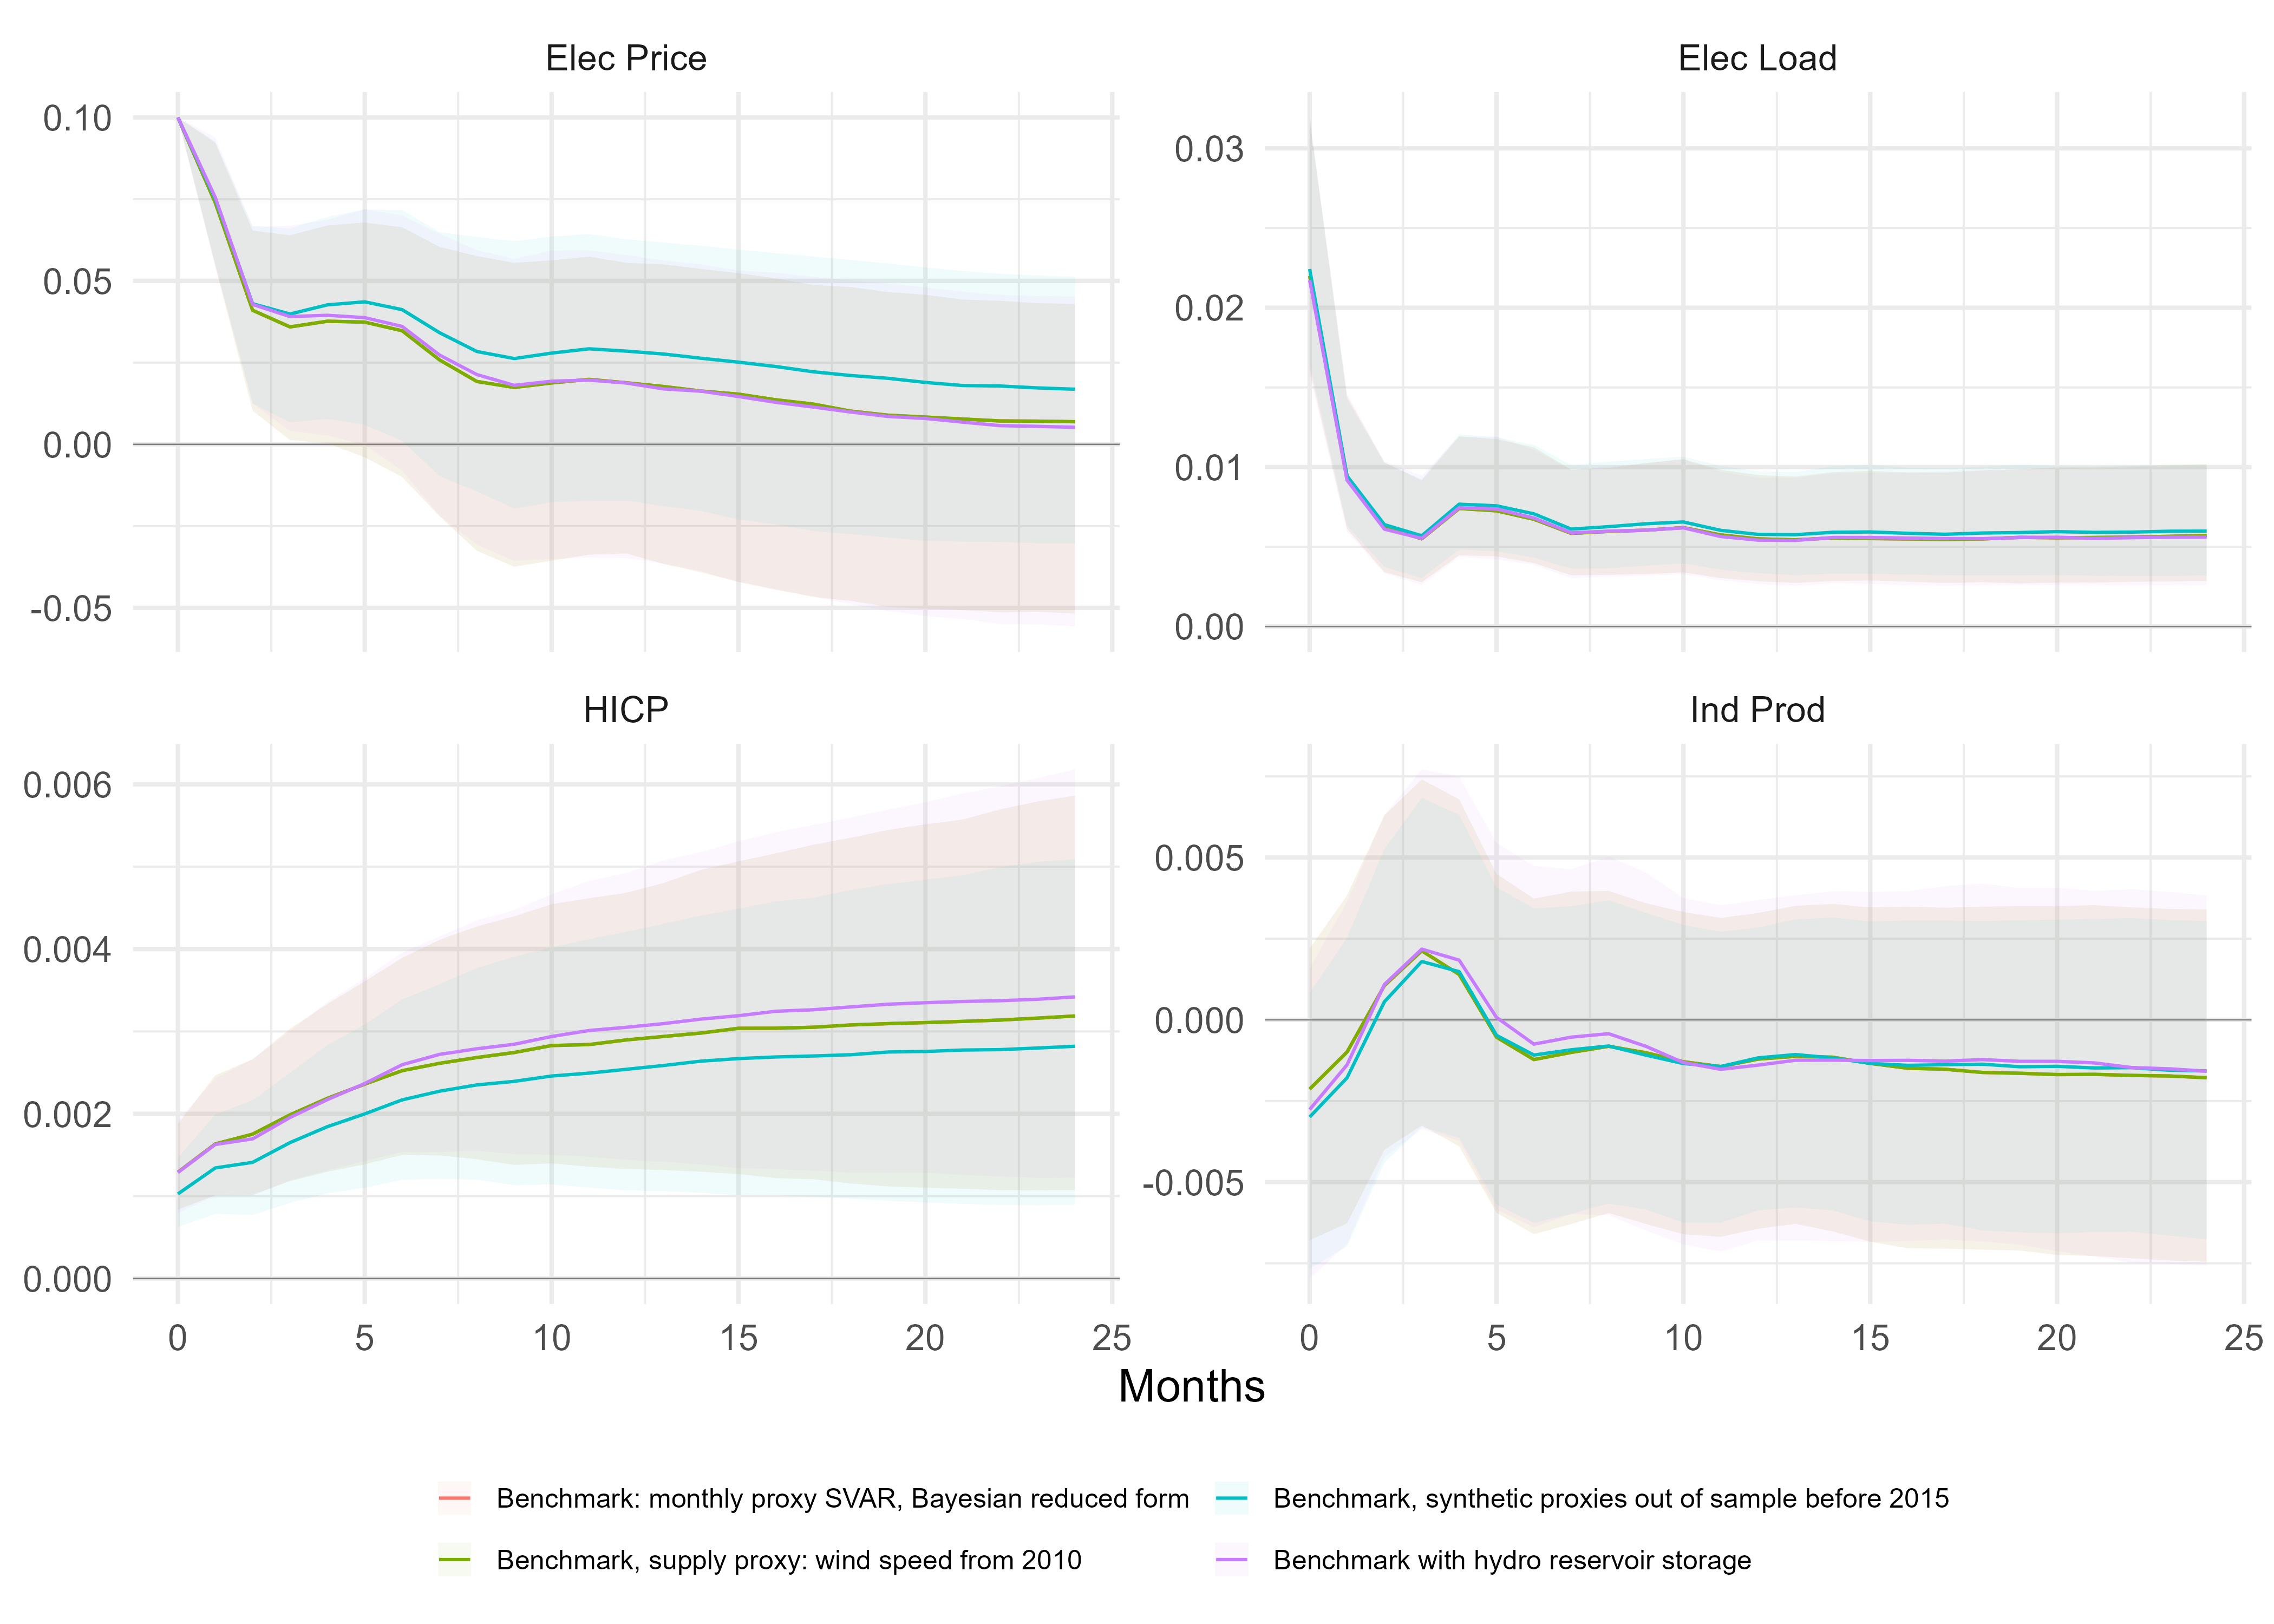 Elec Price
Elec Load
0.10
0.05
0.00
-0.05
0.03
0.02
0.01
0.00
HICP
Ind Prod
0.006
0.004
0.002
0.000
0.005
0.000
-0.005
0 5 10 15 20 25
0 5 10 15 20 25
Months
Benchmark: monthly proxy SVAR, Bayesian reduced form
Benchmark, synthetic proxies out of sample before 2015
Benchmark, supply proxy: wind speed from 2010
Benchmark with hydro reservoir storage